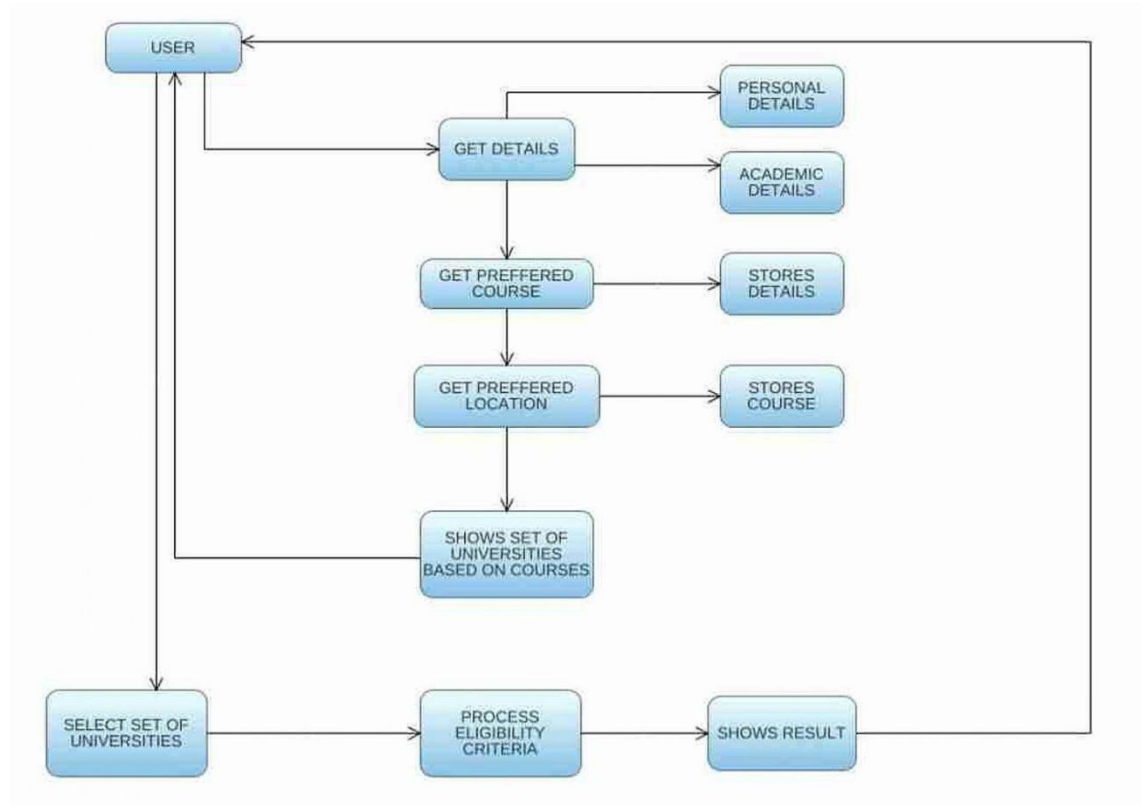 USER
PERSONAL
DETAILS
GET DETAILS
ACADEMIC
DETAILS
GET PREFFERED
COURSE
STORES
DETAILS
GET PREFFERED
LOCATION
STORES
COURSE
SHOWS SET OF
UNIVERSITIES
BASED ON COURSES
SELECT SET OF
UNIVERSITIES
PROCESS
ELIGIBILITY
CRITERIA
SHOWS RESULT